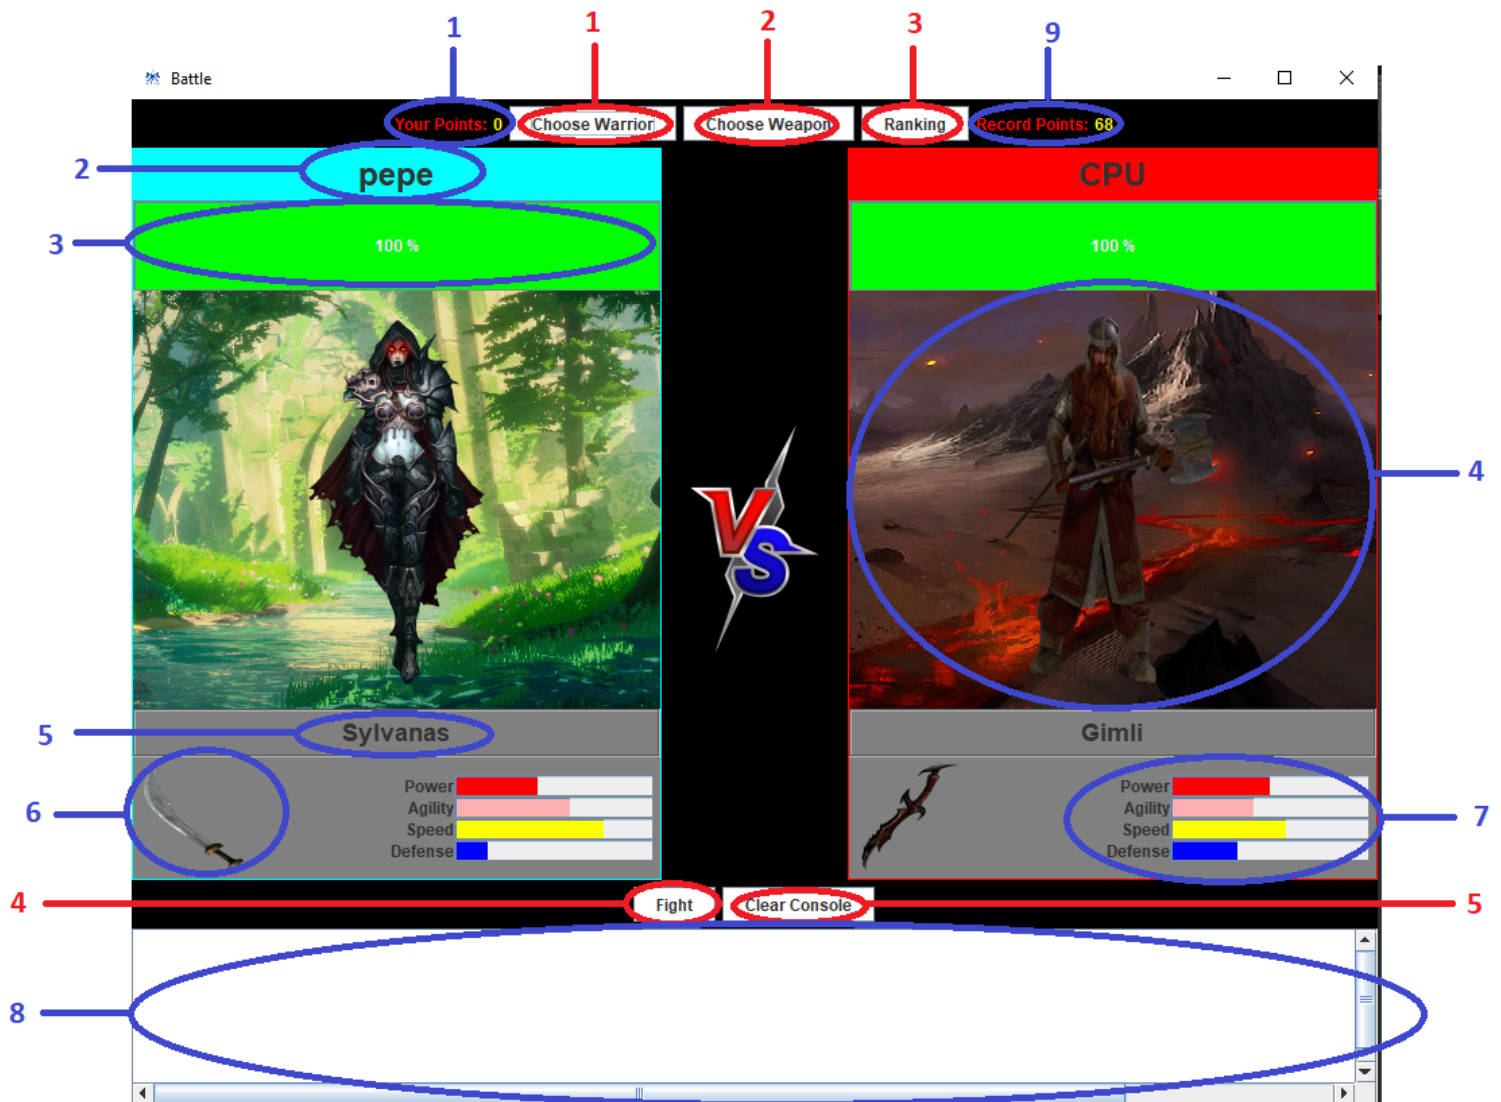 1 1 2 3 9
Battle
Your Points: 0 Choose Warrior Choose Weapon Ranking Record Points: 68
2 pepe CPU
3 100 % 100 %
4
VS
5 Sylvanas Gimli
6 Power Power 7
Agility Agility
Speed Speed
Defense Defense
4 Fight Clear Console 5
8